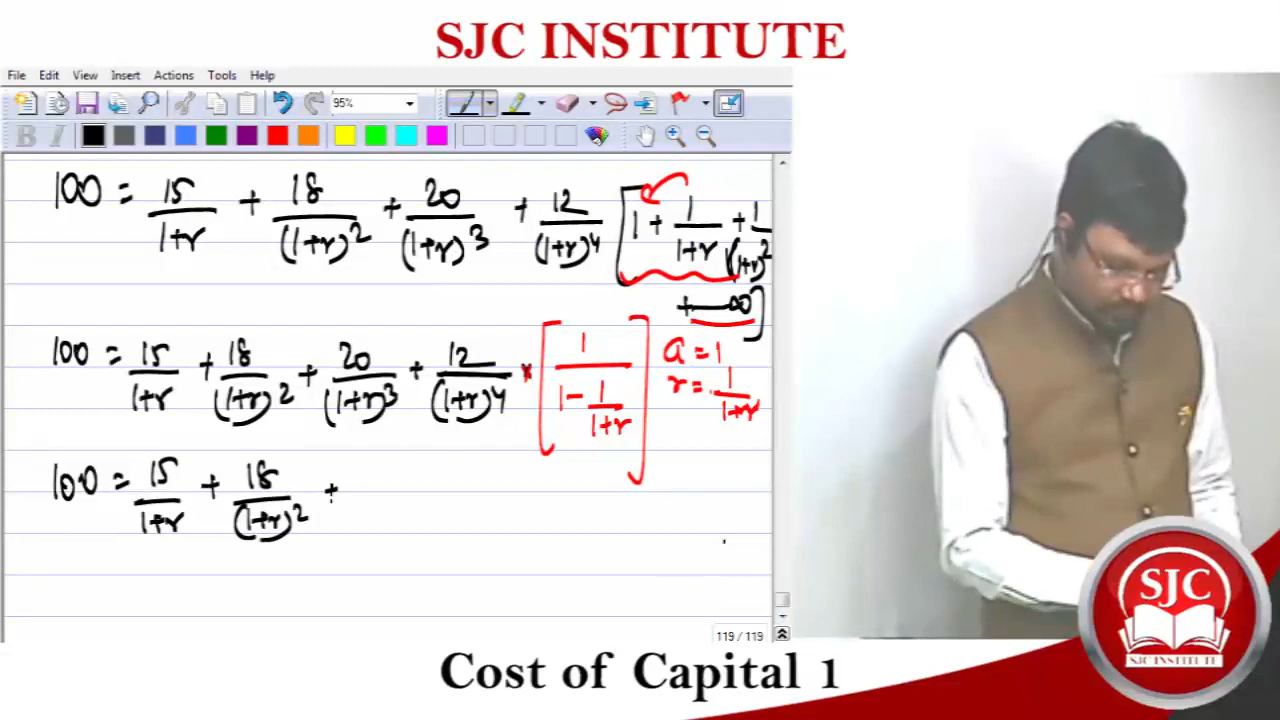 SJC INSTITUTE
File Edit View Insert Actions Tools Help
95%
100 = 15/(1+r) + 18/(1+r)^2 + 20/(1+r)^3 + 12/(1+r)^4 [1 + 1/(1+r) + 1/(1+r)^2
+ — ∞]
100 = 15/(1+r) + 18/(1+r)^2 + 20/(1+r)^3 + 12/(1+r)^4 × [1/(1 - 1/(1+r))]
a = 1
r = 1/(1+r)
100 = 15/(1+r) + 18/(1+r)^2 +
119 / 119
SJC
SJC INSTITUTE
Cost of Capital 1